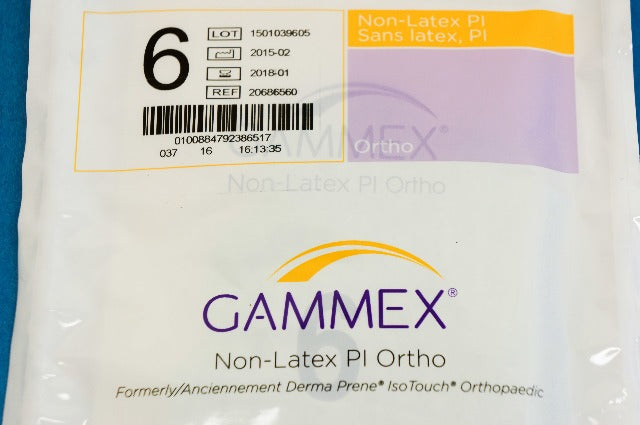 6
LOT 1501039605
2015-02
2018-01
REF 20686560
0100884792386517
037 16 16:13:35
Non-Latex PI
Sans latex, PI
Ortho
GAMMEX®
Non-Latex PI Ortho
GAMMEX®
Non-Latex PI Ortho
Formerly/Anciennement Derma Prene® IsoTouch® Orthopaedic